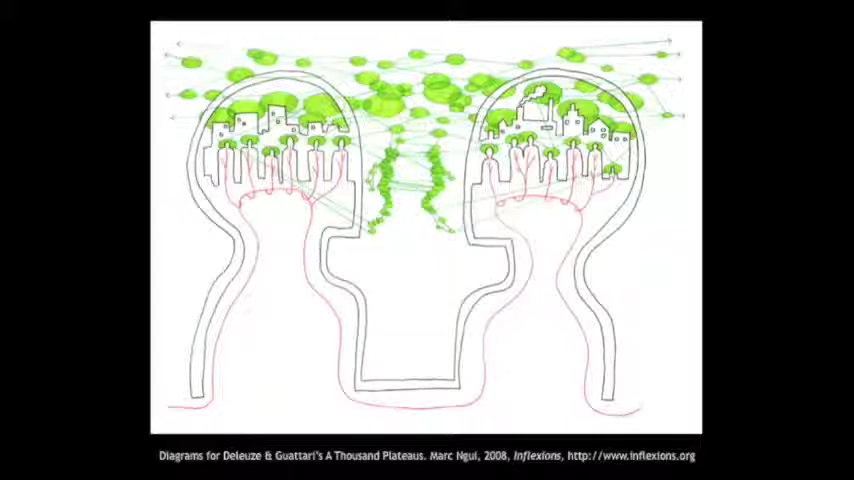 Diagrams for Deleuze & Guattari's A Thousand Plateaus. Marc Ngui, 2008, Inflexions, http://www.inflexions.org